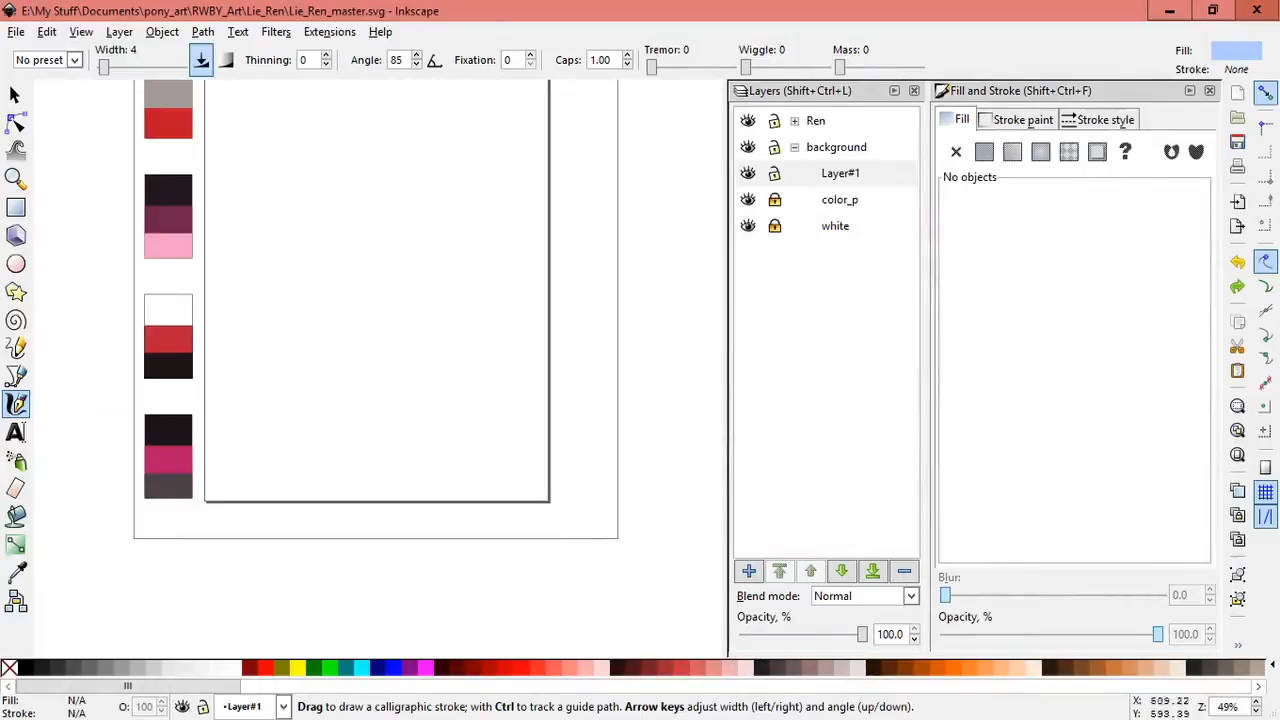 E:\My Stuff\Documents\pony_art\RWBY_Art\Lie_Ren\Lie_Ren_master.svg - Inkscape
File Edit View Layer Object Path Text Filters Extensions Help
No preset Width: 4 Thinning: 0 Angle: 85 Fixation: 0 Caps: 1.00 Tremor: 0 Wiggle: 0 Mass: 0 Fill:
Stroke: None
Layers (Shift+Ctrl+L) Fill and Stroke (Shift+Ctrl+F)
Ren Fill Stroke paint Stroke style
background
Layer#1 No objects
color_p
white
Blur: 0.0
Blend mode: Normal
Opacity, % 100.0 Opacity, % 100.0
Fill: N/A
Stroke: N/A
O: 100 •Layer#1 Drag to draw a calligraphic stroke; with Ctrl to track a guide path. Arrow keys adjust width (left/right) and angle (up/down).
X: 509.22
Y: 593.39
Z: 49%